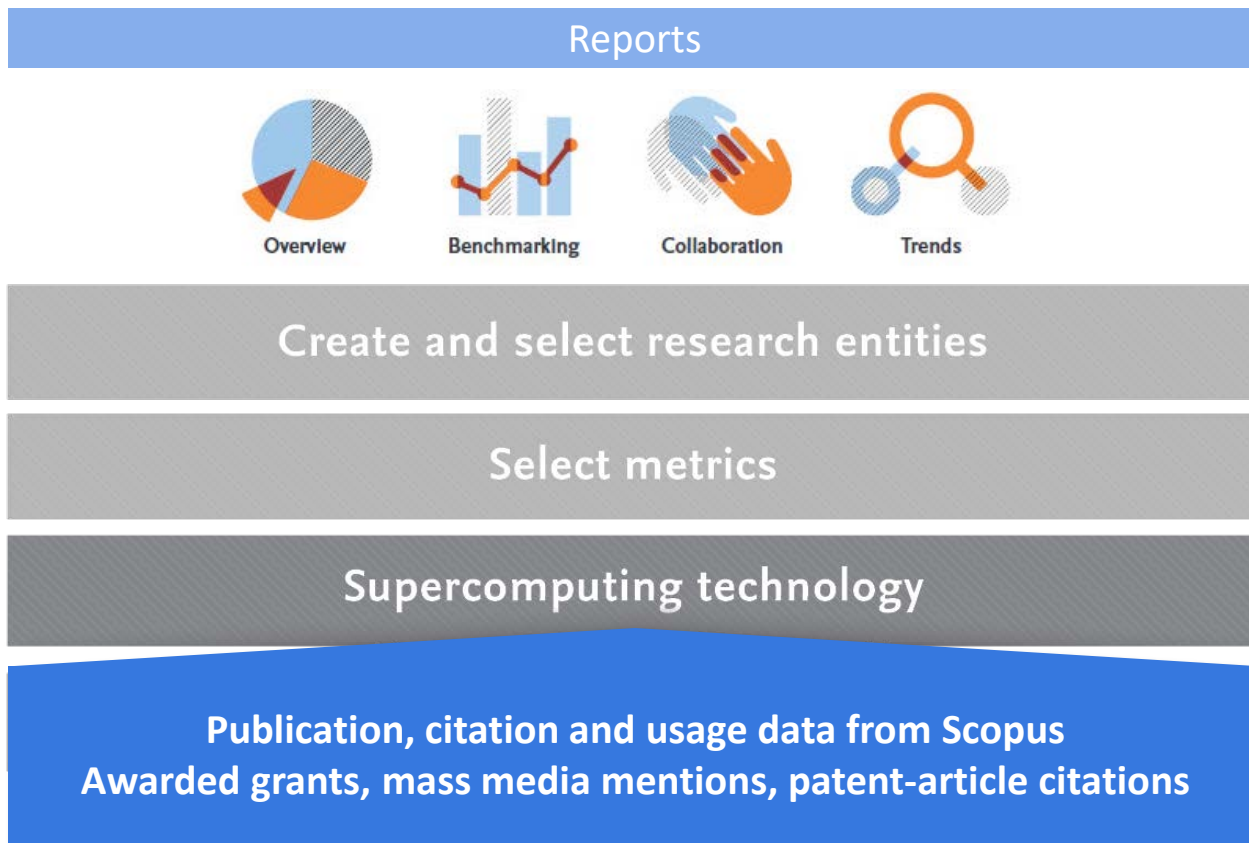 Reports
Overview
Benchmarking
Collaboration
Trends
Create and select research entities
Select metrics
Supercomputing technology
Publication, citation and usage data from Scopus
Awarded grants, mass media mentions, patent-article citations